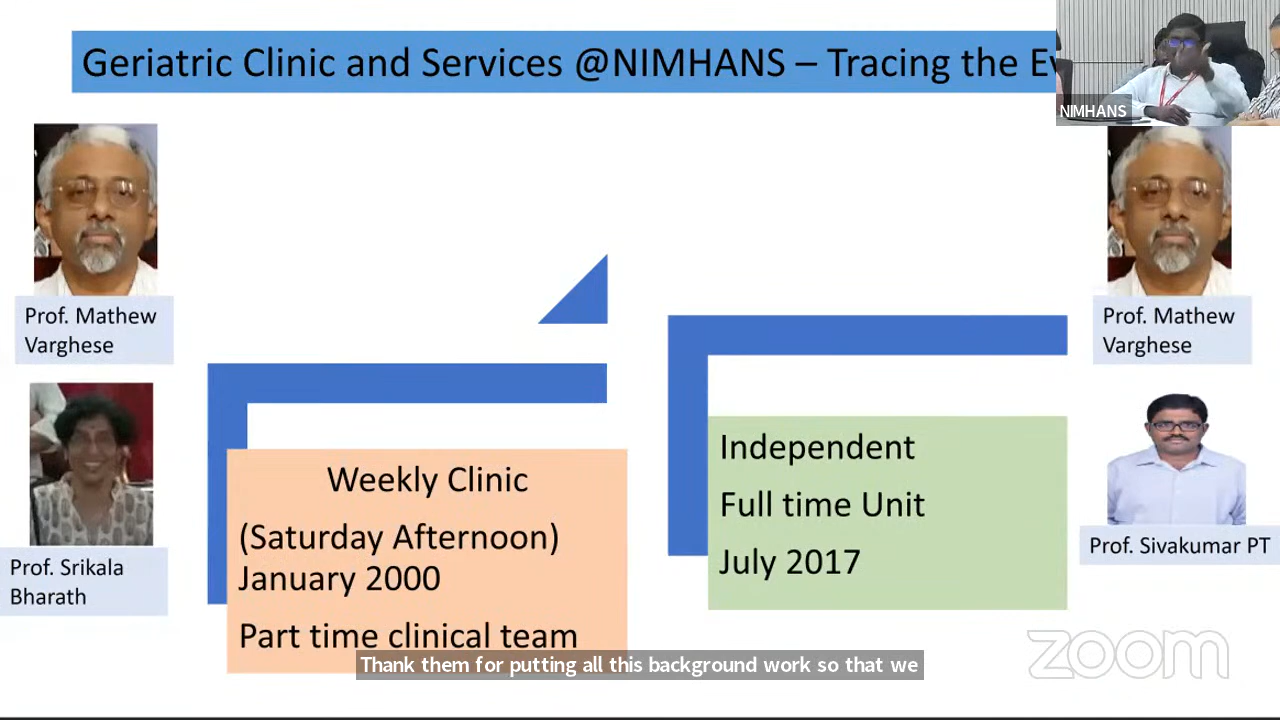 Geriatric Clinic and Services @NIMHANS – Tracing the
NIMHANS
Prof. Mathew
Varghese
Prof. Srikala
Bharath
Weekly Clinic
(Saturday Afternoon)
January 2000
Part time clinical team
Independent
Full time Unit
July 2017
Prof. Mathew
Varghese
Prof. Sivakumar PT
Thank them for putting all this background work so that we
zoom